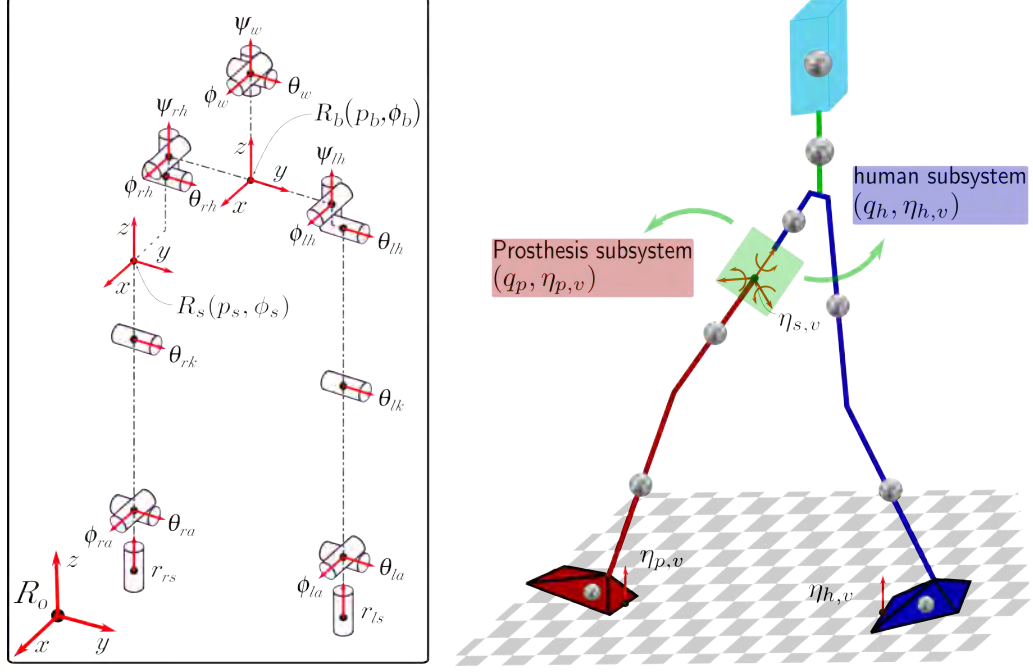 ψ_w
ϕ_w
θ_w
R_b(p_b,ϕ_b)
ψ_rh
z
ψ_lh
y
ϕ_rh
θ_rh
x
z
ϕ_lh
θ_lh
y
x
R_s(p_s, ϕ_s)
θ_rk
θ_lk
ϕ_ra
θ_ra
z
r_rs
ϕ_la
θ_la
R_o
r_ls
x
y
human subsystem
(q_h, η_h,v)
Prosthesis subsystem
(q_p, η_p,v)
η_s,v
η_p,v
η_h,v